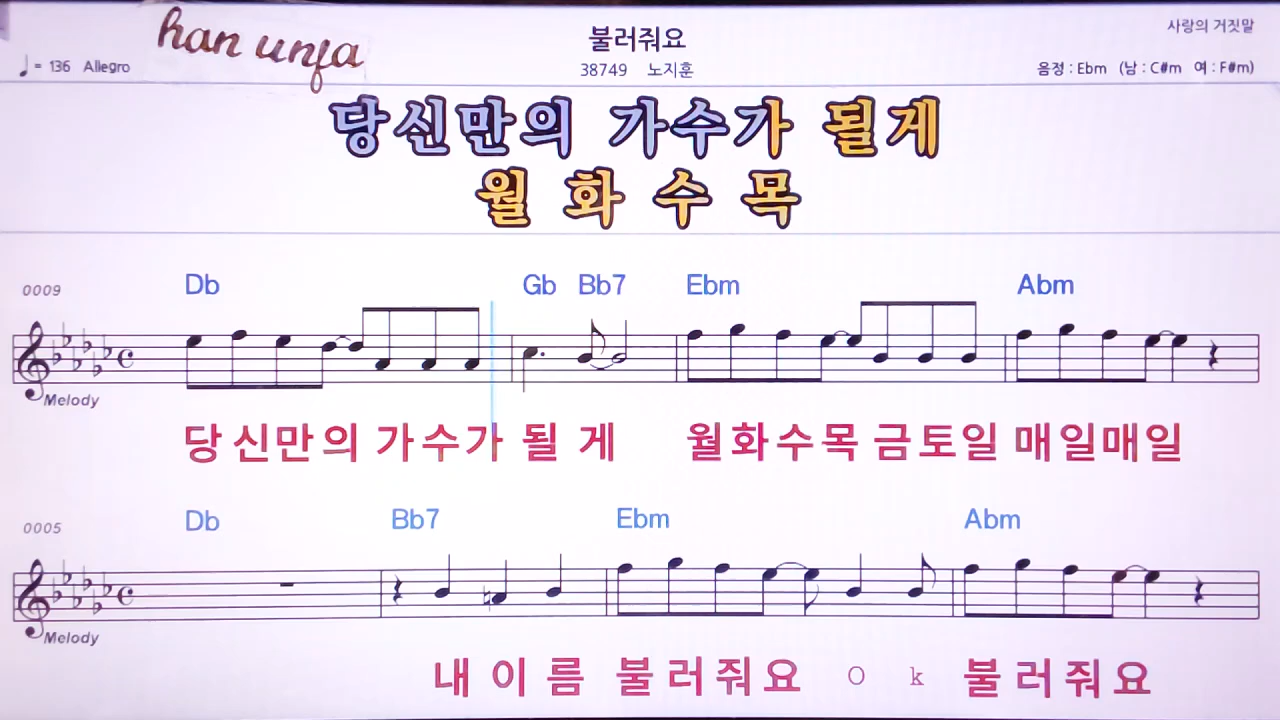 han unfa
불러줘요
사랑의 거짓말
♩= 136 Allegro
38749 노지훈
음정 : Ebm (남 : C#m 여 : F#m)
당신만의 가수가 될게
월 화 수 목
0009 Db Gb Bb7 Ebm Abm
Melody
당신만의 가수가 될 게 월화수목 금토일 매일매일
0005 Db Bb7 Ebm Abm
Melody
내 이 름 불러줘요 O k 불러줘요